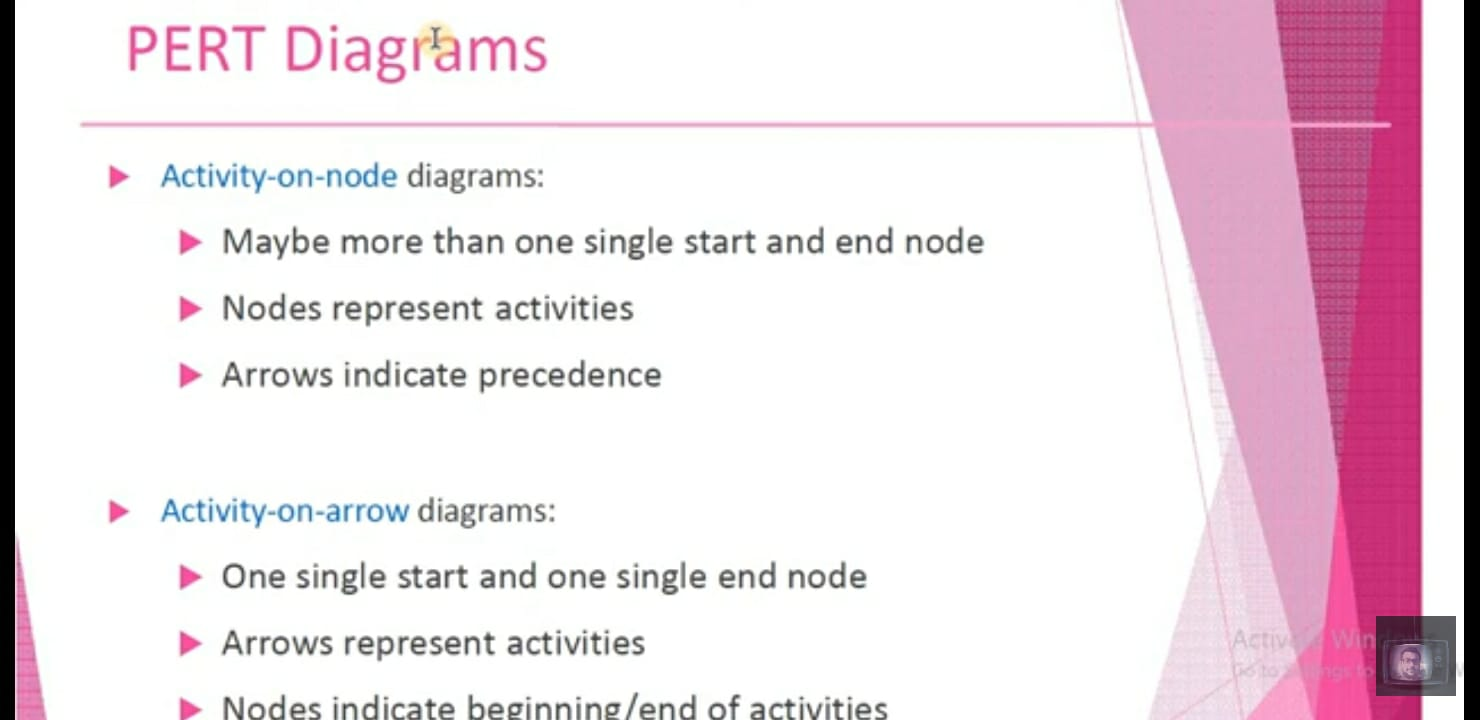 PERT Diagrams
Activity-on-node diagrams:
Maybe more than one single start and end node
Nodes represent activities
Arrows indicate precedence
Activity-on-arrow diagrams:
One single start and one single end node
Arrows represent activities
Nodes indicate beginning/end of activities